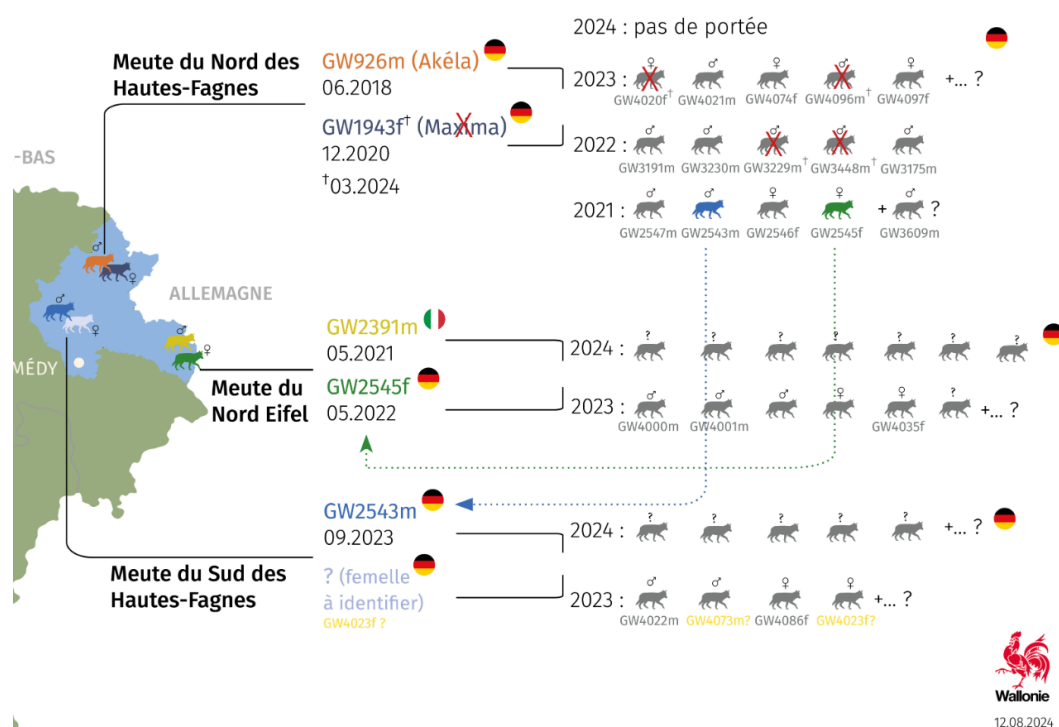 2024 : pas de portée
Meute du Nord des
Hautes-Fagnes
GW926m (Akéla)
06.2018
GW1943f† (Maxima)
12.2020
†03.2024
2023 :
♀ ♂ ♀ ♂ ♀
+... ?
GW4020f† GW4021m GW4074f GW4096m† GW4097f
2022 :
♂ ♂ ♂ ♂ ♂
GW3191m GW3230m GW3229m† GW3448m† GW3175m
2021 :
♂ ♂ ♀ ♀ + ♂ ?
GW2547m GW2543m GW2546f GW2545f GW3609m
-BAS
ALLEMAGNE
MÉDY
♂ ♀
♂ ♀
♂ ♀
Meute du
Nord Eifel
GW2391m
05.2021
GW2545f
05.2022
2024 :
? ? ? ? ? ? ?
2023 :
♂ ♂ ♂ ♀ ♀ ? +... ?
GW4000m GW4001m GW4035f
Meute du Sud des
Hautes-Fagnes
GW2543m
09.2023
? (femelle
à identifier)
GW4023f ?
2024 :
? ? ? ? ? +... ?
2023 :
♂ ♂ ♀ ♀ +... ?
GW4022m GW4073m? GW4086f GW4023f?
Wallonie
12.08.2024